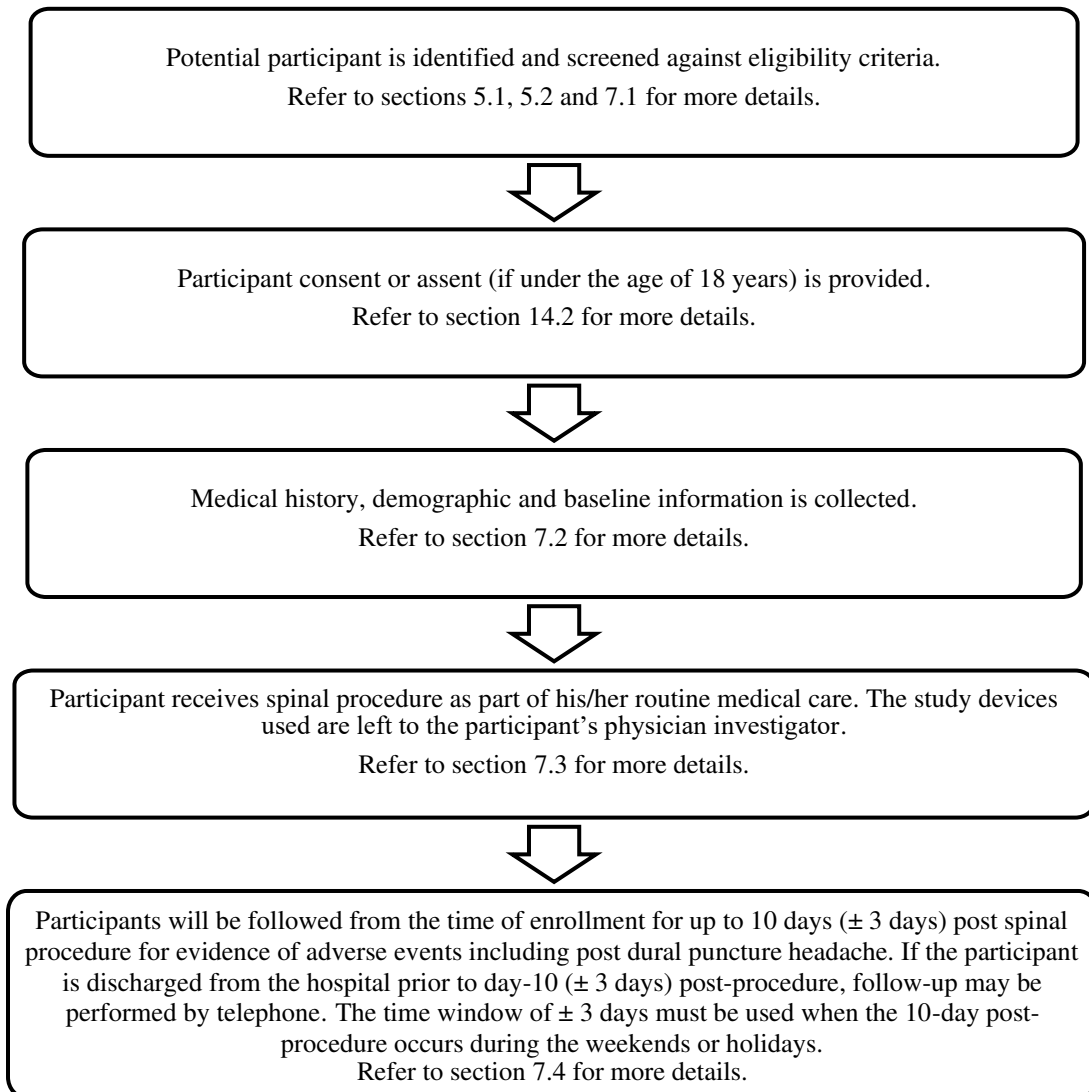 Potential participant is identified and screened against eligibility criteria.
Refer to sections 5.1, 5.2 and 7.1 for more details.
Participant consent or assent (if under the age of 18 years) is provided.
Refer to section 14.2 for more details.
Medical history, demographic and baseline information is collected.
Refer to section 7.2 for more details.
Participant receives spinal procedure as part of his/her routine medical care. The study devices
used are left to the participant's physician investigator.
Refer to section 7.3 for more details.
Participants will be followed from the time of enrollment for up to 10 days (± 3 days) post spinal
procedure for evidence of adverse events including post dural puncture headache. If the participant
is discharged from the hospital prior to day-10 (± 3 days) post-procedure, follow-up may be
performed by telephone. The time window of ± 3 days must be used when the 10-day post-
procedure occurs during the weekends or holidays.
Refer to section 7.4 for more details.